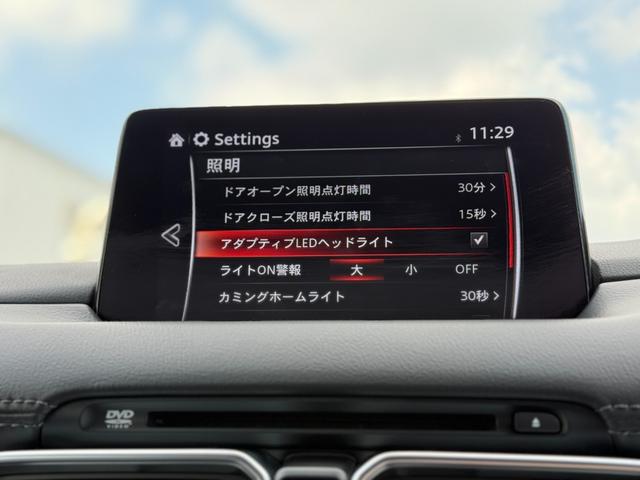 Settings
11:29
照明
ドアオープン照明点灯時間 30分
ドアクローズ照明点灯時間 15秒
アダプティブLEDヘッドライト
ライトON警報 大 小 OFF
カミングホームライト 30秒
DVD
VIDEO